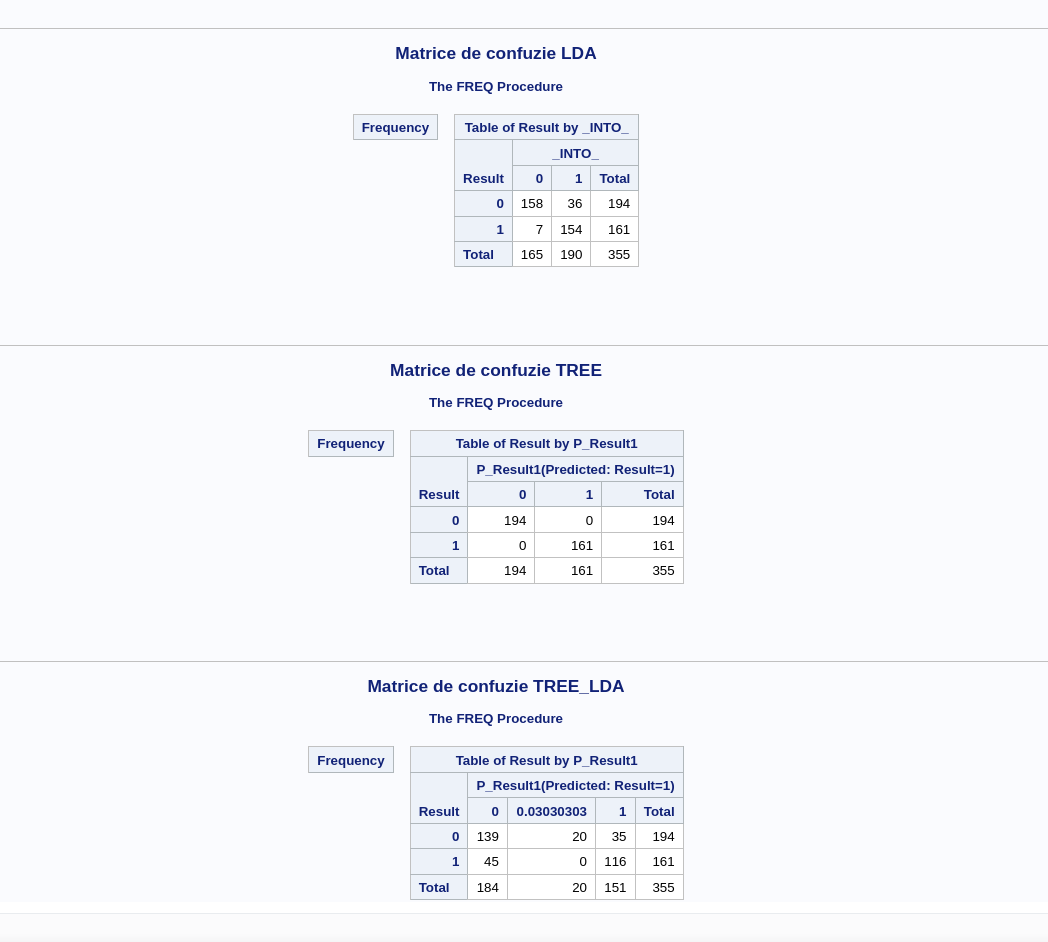 Matrice de confuzie LDA
The FREQ Procedure
Frequency
Table of Result by _INTO_
_INTO_
Result 0 1 Total
0 158 36 194
1 7 154 161
Total 165 190 355
Matrice de confuzie TREE
The FREQ Procedure
Frequency
Table of Result by P_Result1
P_Result1(Predicted: Result=1)
Result 0 1 Total
0 194 0 194
1 0 161 161
Total 194 161 355
Matrice de confuzie TREE_LDA
The FREQ Procedure
Frequency
Table of Result by P_Result1
P_Result1(Predicted: Result=1)
Result 0 0.03030303 1 Total
0 139 20 35 194
1 45 0 116 161
Total 184 20 151 355